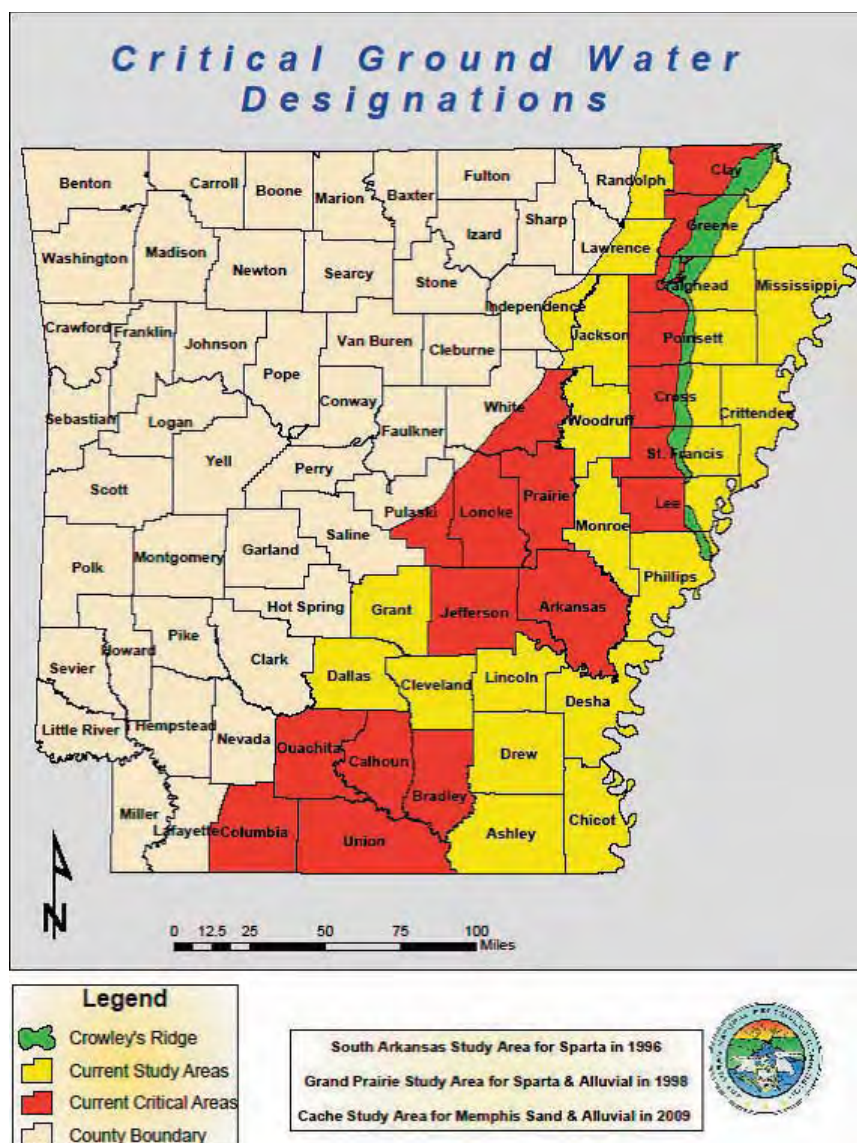 Critical Ground Water
Designations
Benton
Carroll
Boone
Marion
Baxter
Fulton
Randolph
Clay
Sharp
Izard
Greene
Lawrence
Washington
Madison
Newton
Searcy
Stone
Independence
Craighead
Mississippi
Crawford
Franklin
Johnson
Van Buren
Cleburne
Jackson
Poinsett
Pope
Conway
White
Cross
Crittenden
Sebastian
Logan
Faulkner
Woodruff
Yell
Perry
St. Francis
Scott
Pulaski
Lonoke
Prairie
Lee
Saline
Monroe
Garland
Montgomery
Polk
Phillips
Hot Spring
Grant
Jefferson
Arkansas
Pike
Howard
Clark
Sevier
Dallas
Cleveland
Lincoln
Desha
Little River
Hempstead
Nevada
Ouachita
Calhoun
Drew
Bradley
Miller
Lafayette
Columbia
Union
Ashley
Chicot
N
0 12.5 25 50 75 100
Miles
Legend
Crowley's Ridge
Current Study Areas
Current Critical Areas
County Boundary
South Arkansas Study Area for Sparta in 1996
Grand Prairie Study Area for Sparta & Alluvial in 1998
Cache Study Area for Memphis Sand & Alluvial in 2009